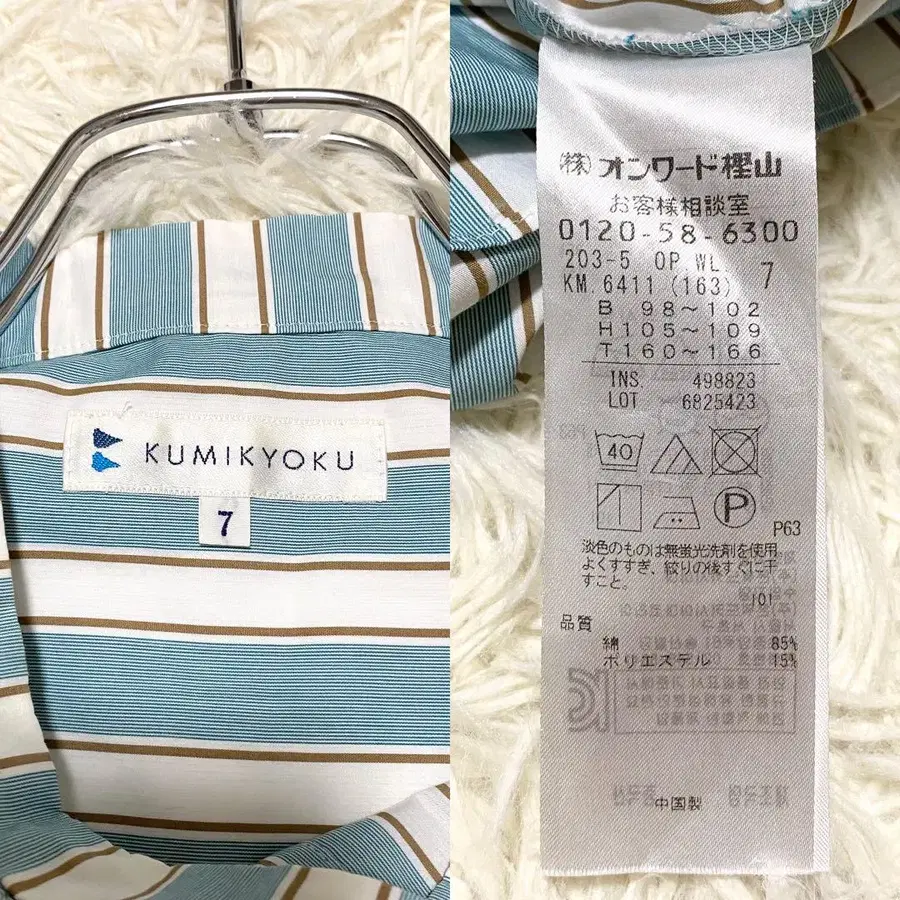 KUMIKYOKU
7
(株)オンワード樫山
お客様相談室
0120-58-6300
203-5 OP WL
KM. 6411 (163) 7
B 98~102
H 105~109
T 160~166
INS. 498823
LOT 6825423
40
P
P63
淡色のものは無蛍光洗剤を使用
よくすすぎ、絞りの後すぐに干
すこと。
101
品質
綿 85%
ポリエステル 15%
中国製